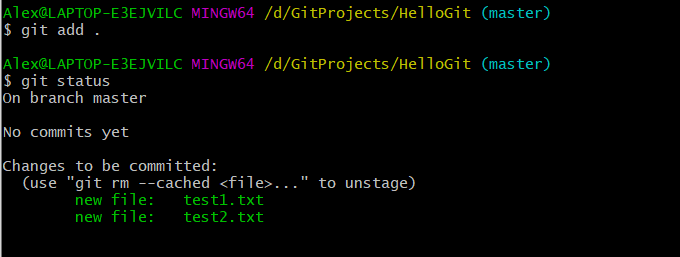 Alex@LAPTOP-E3EJVILC MINGW64 /d/GitProjects/HelloGit (master)
$ git add .
Alex@LAPTOP-E3EJVILC MINGW64 /d/GitProjects/HelloGit (master)
$ git status
On branch master
No commits yet
Changes to be committed:
  (use "git rm --cached <file>..." to unstage)
        new file:   test1.txt
        new file:   test2.txt